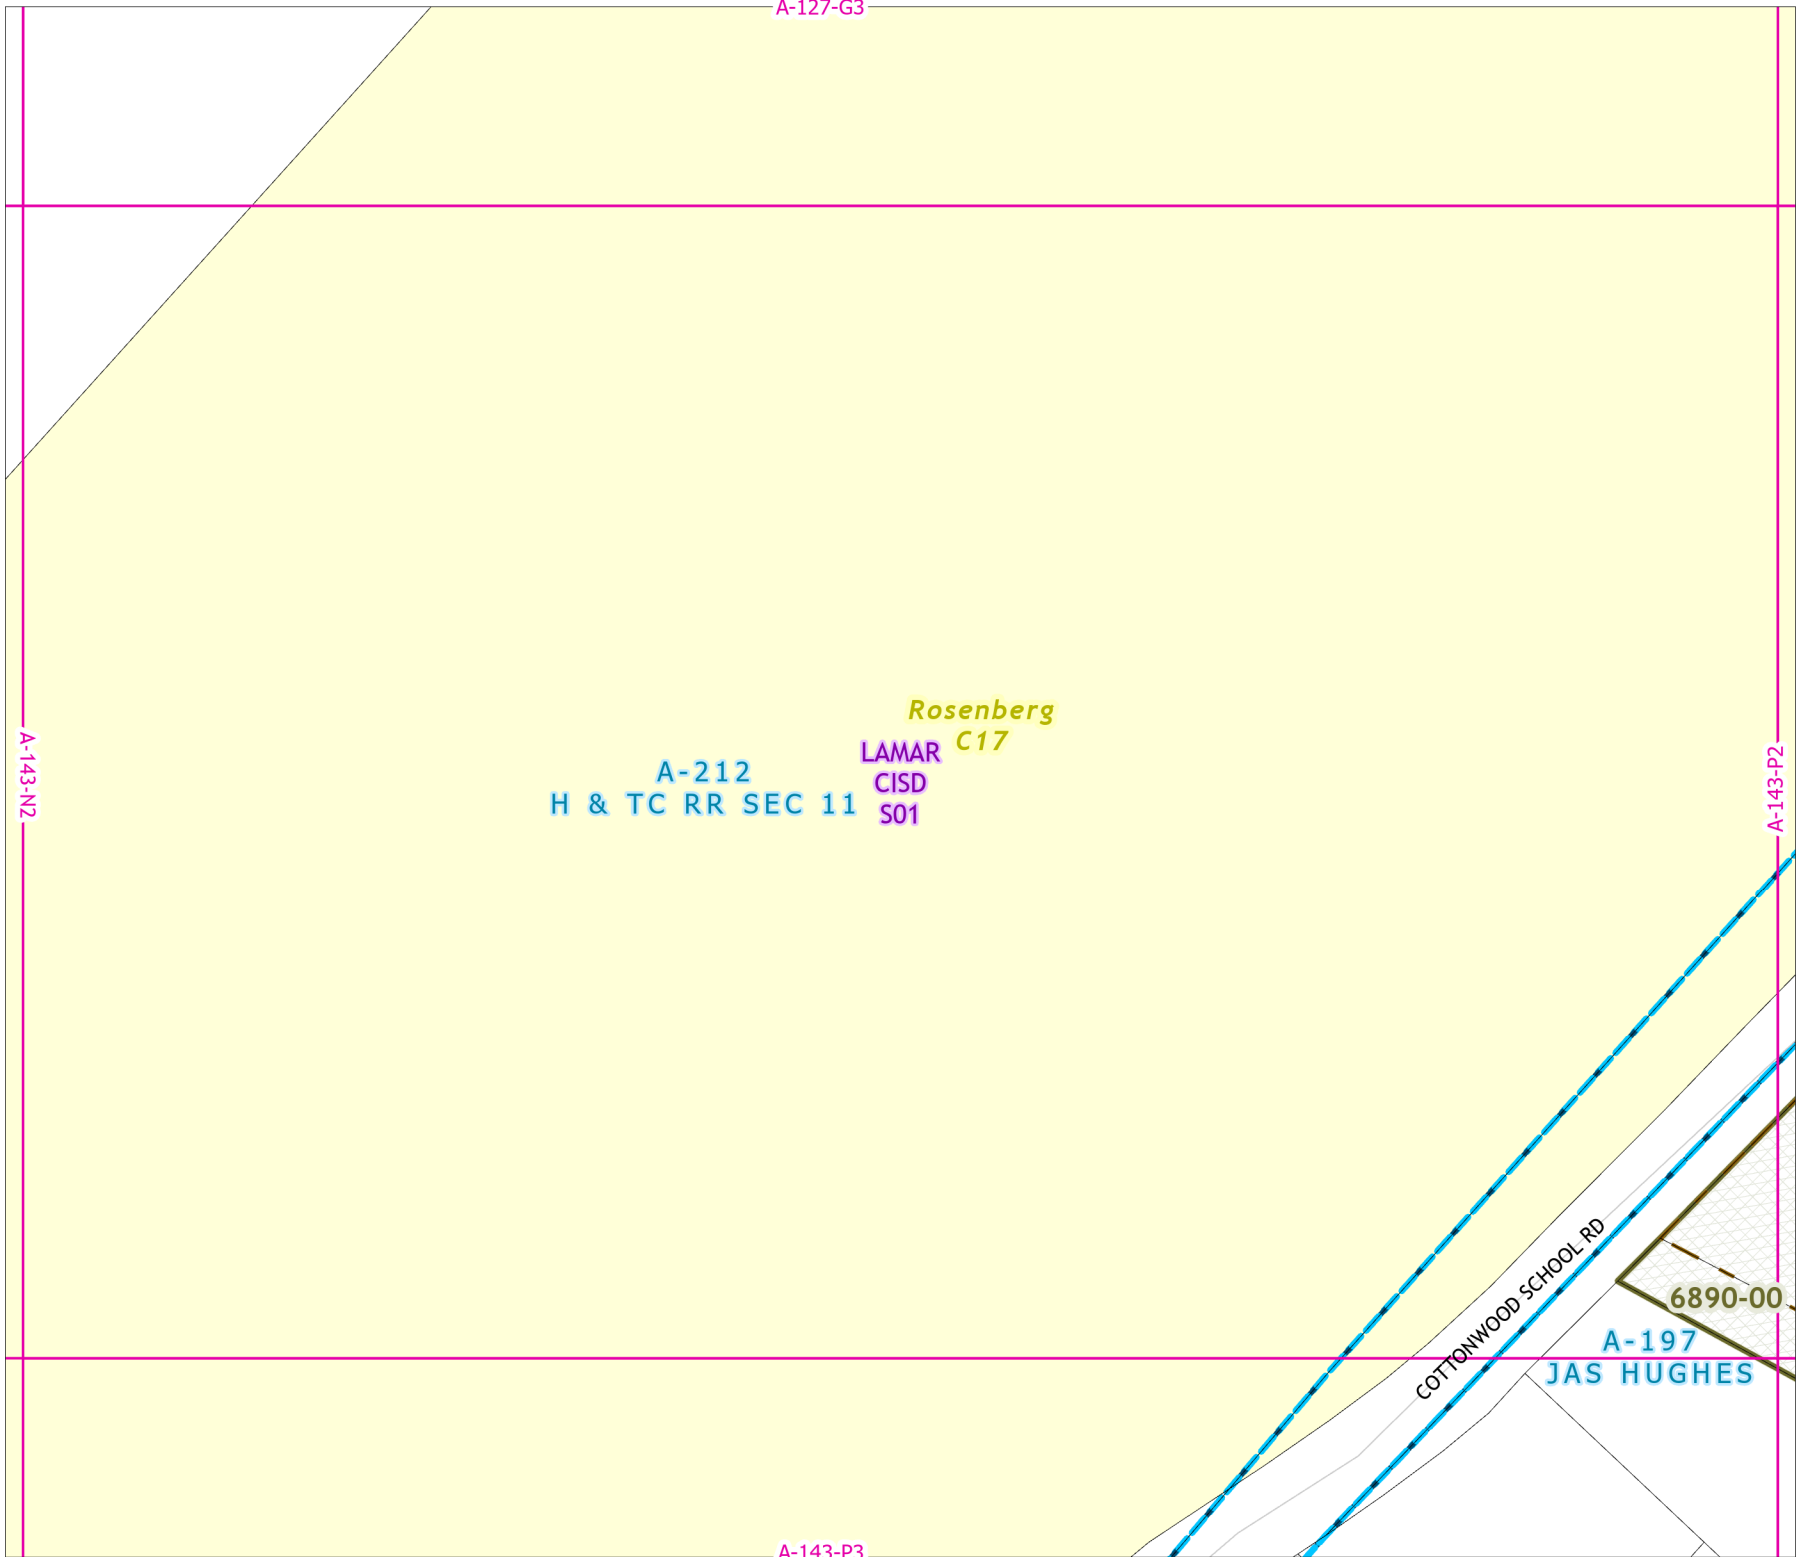 A-127-G3
Rosenberg
C17
LAMAR
CISD
S01
A-212
H & TC RR SEC 11
A-143-N2
A-143-P2
COTTONWOOD SCHOOL RD
6890-00
A-197
JAS HUGHES
A-143-P3